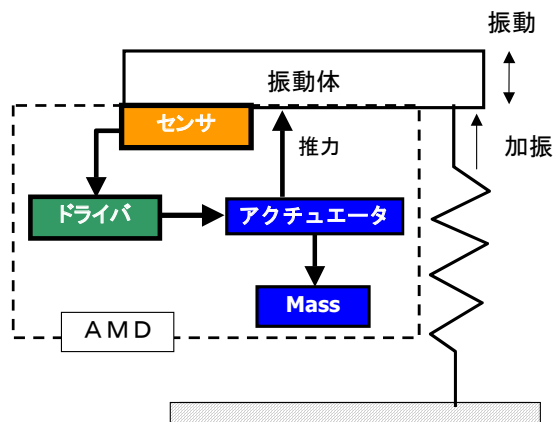 振動
振動体
センサ
推力
加振
ドライバ
アクチュエータ
Mass
ＡＭＤ